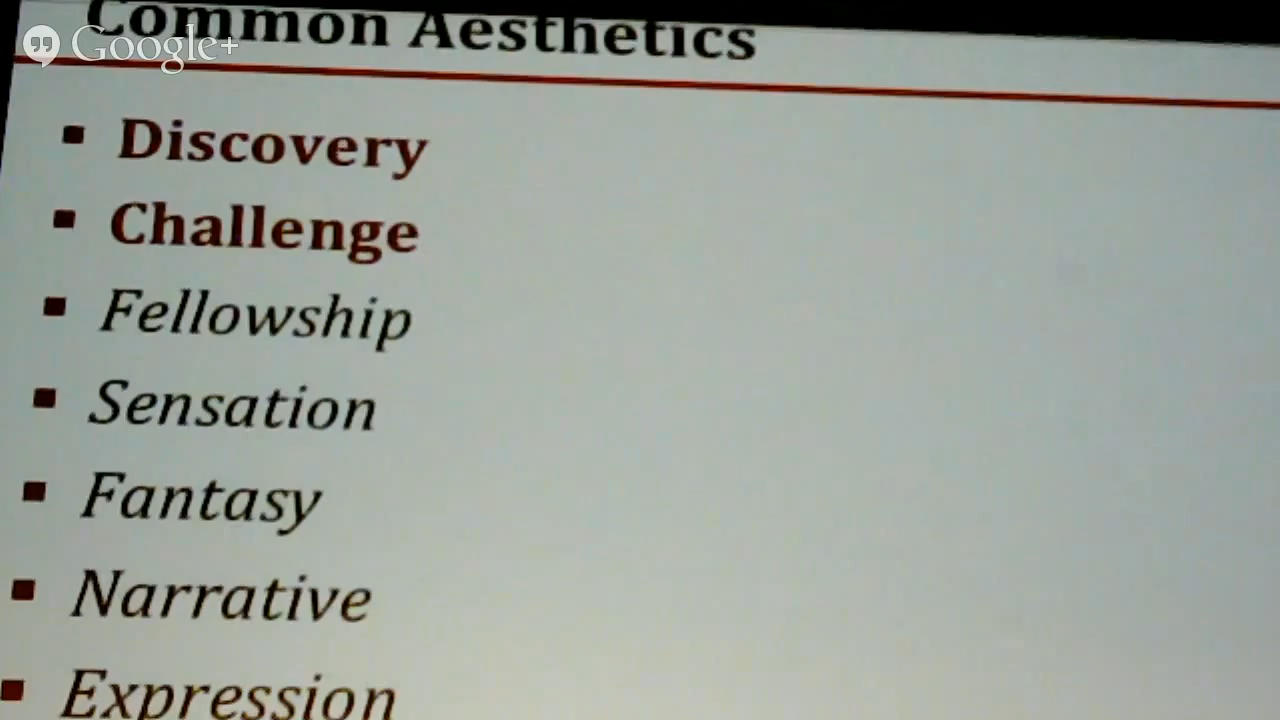 Common Aesthetics
Google+
Discovery
Challenge
Fellowship
Sensation
Fantasy
Narrative
Expression